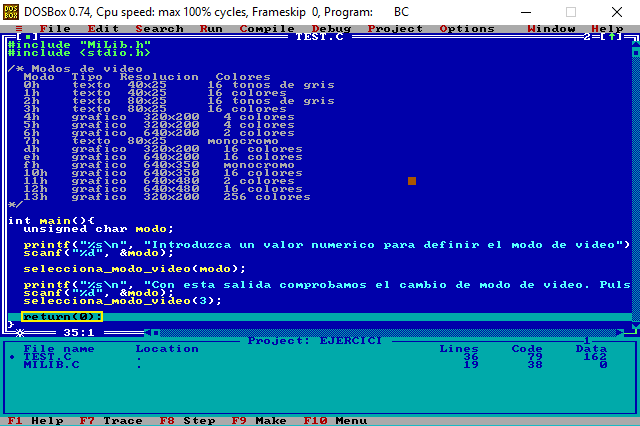 DOSBox 0.74, Cpu speed: max 100% cycles, Frameskip 0, Program: BC
≡ File Edit Search Run Compile Debug Project Options Window Help
[▪] TEST.C 2=[↑]
#include "MiLib.h"
#include <stdio.h>
/* Modos de video
Modo Tipo Resolucion Colores
0h texto 40x25 16 tonos de gris
1h texto 40x25 16 colores
2h texto 80x25 16 tonos de gris
3h texto 80x25 16 colores
4h grafico 320x200 4 colores
5h grafico 320x200 4 colores
6h grafico 640x200 2 colores
7h texto 80x25 monocromo
dh grafico 320x200 16 colores
eh grafico 640x200 16 colores
fh grafico 640x350 monocromo
10h grafico 640x350 16 colores
11h grafico 640x480 2 colores
12h grafico 640x480 16 colores
13h grafico 320x200 256 colores
*/
int main(){
unsigned char modo;
printf("%s\n", "Introduzca un valor numerico para definir el modo de video")
scanf("%d", &modo);
selecciona_modo_video(modo);
printf("%s\n", "Con esta salida comprobamos el cambio de modo de video. Puls
scanf("%d", &modo);
selecciona_modo_video(3);
return(0);
}
35:1
Project: EJERCICI 1
File name Location Lines Code Data
• TEST.C . 36 79 162
MILIB.C . 19 38 0
F1 Help F7 Trace F8 Step F9 Make F10 Menu